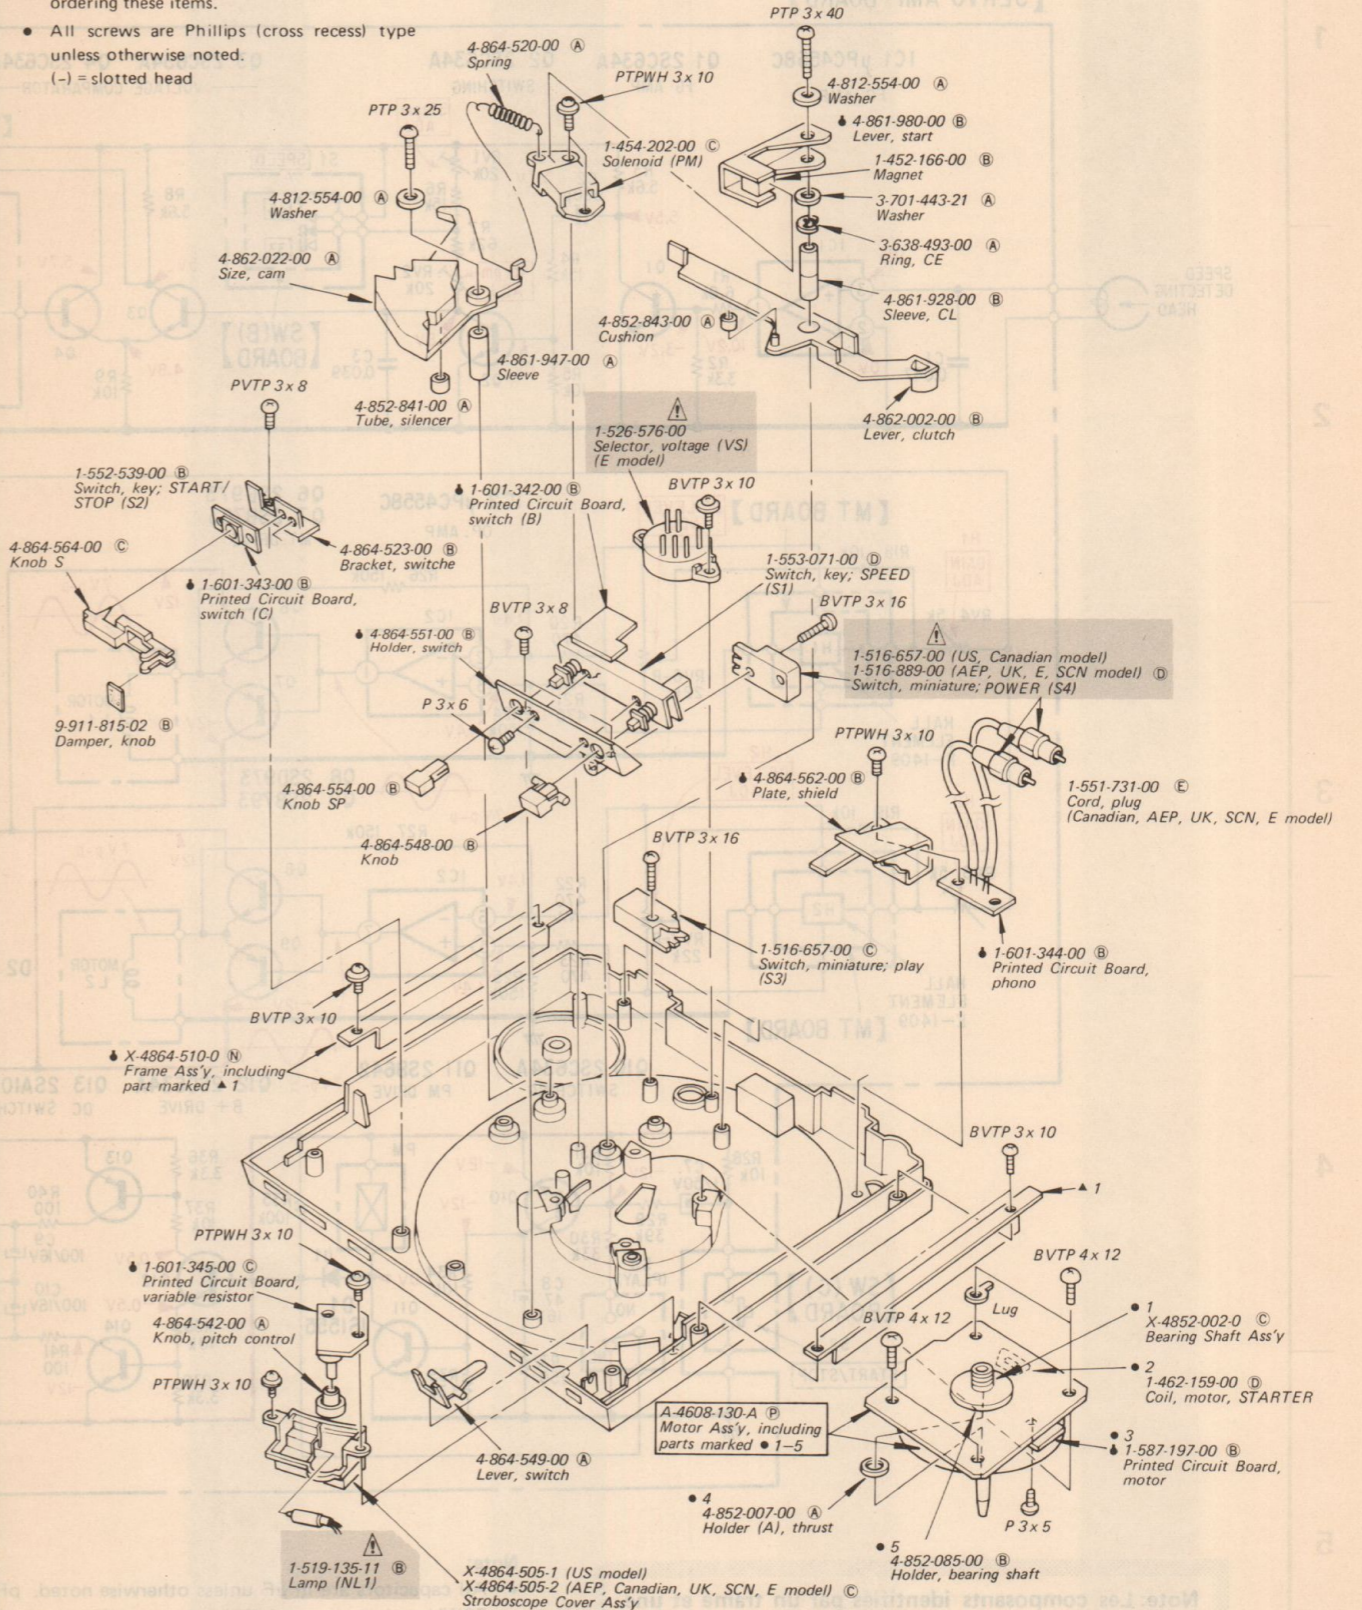 ordering these items.
• All screws are Phillips (cross recess) type
unless otherwise noted.
(-) = slotted head
4-864-520-00 Ⓐ
Spring
PTPWH 3 x 10
PTP 3 x 40
4-812-554-00 Ⓐ
Washer
4-861-980-00 Ⓑ
Lever, start
PTP 3 x 25
1-454-202-00 Ⓒ
Solenoid (PM)
1-452-166-00 Ⓑ
Magnet
4-812-554-00 Ⓐ
Washer
3-701-443-21 Ⓐ
Washer
3-638-493-00 Ⓐ
Ring, CE
4-862-022-00 Ⓐ
Size, cam
4-861-928-00 Ⓑ
Sleeve, CL
4-852-843-00 Ⓐ
Cushion
4-861-947-00 Ⓐ
Sleeve
PVTP 3 x 8
4-852-841-00 Ⓐ
Tube, silencer
4-862-002-00 Ⓑ
Lever, clutch
1-526-576-00
Selector, voltage (VS)
(E model)
1-552-539-00 Ⓑ
Switch, key; START/
STOP (S2)
1-601-342-00 Ⓑ
Printed Circuit Board,
switch (B)
BVTP 3 x 10
4-864-564-00 Ⓒ
Knob S
4-864-523-00 Ⓑ
Bracket, switche
1-553-071-00 Ⓓ
Switch, key; SPEED
(S1)
1-601-343-00 Ⓑ
Printed Circuit Board,
switch (C)
BVTP 3 x 8
BVTP 3 x 16
4-864-551-00 Ⓑ
Holder, switch
1-516-657-00 (US, Canadian model)
1-516-889-00 (AEP, UK, E, SCN model) Ⓓ
Switch, miniature; POWER (S4)
P 3 x 6
9-911-815-02 Ⓑ
Damper, knob
PTPWH 3 x 10
4-864-554-00 Ⓑ
Knob SP
4-864-562-00 Ⓑ
Plate, shield
1-551-731-00 Ⓔ
Cord, plug
(Canadian, AEP, UK, SCN, E model)
4-864-548-00 Ⓑ
Knob
BVTP 3 x 16
1-516-657-00 Ⓒ
Switch, miniature; play
(S3)
1-601-344-00 Ⓑ
Printed Circuit Board,
phono
BVTP 3 x 10
X-4864-510-0 Ⓝ
Frame Ass'y, including
part marked ▲ 1
BVTP 3 x 10
▲ 1
PTPWH 3 x 10
1-601-345-00 Ⓒ
Printed Circuit Board,
variable resistor
BVTP 4 x 12
Lug
4-864-542-00 Ⓐ
Knob, pitch control
BVTP 4 x 12
• 1
X-4852-002-0 Ⓒ
Bearing Shaft Ass'y
• 2
1-462-159-00 Ⓓ
Coil, motor, STARTER
PTPWH 3 x 10
A-4608-130-A Ⓟ
Motor Ass'y, including
parts marked • 1–5
• 3
1-587-197-00 Ⓑ
Printed Circuit Board,
motor
4-864-549-00 Ⓐ
Lever, switch
• 4
4-852-007-00 Ⓐ
Holder (A), thrust
P 3 x 5
• 5
4-852-085-00 Ⓑ
Holder, bearing shaft
1-519-135-11 Ⓑ
Lamp (NL1)
X-4864-505-1 (US model)
X-4864-505-2 (AEP, Canadian, UK, SCN, E model) Ⓒ
Stroboscope Cover Ass'y